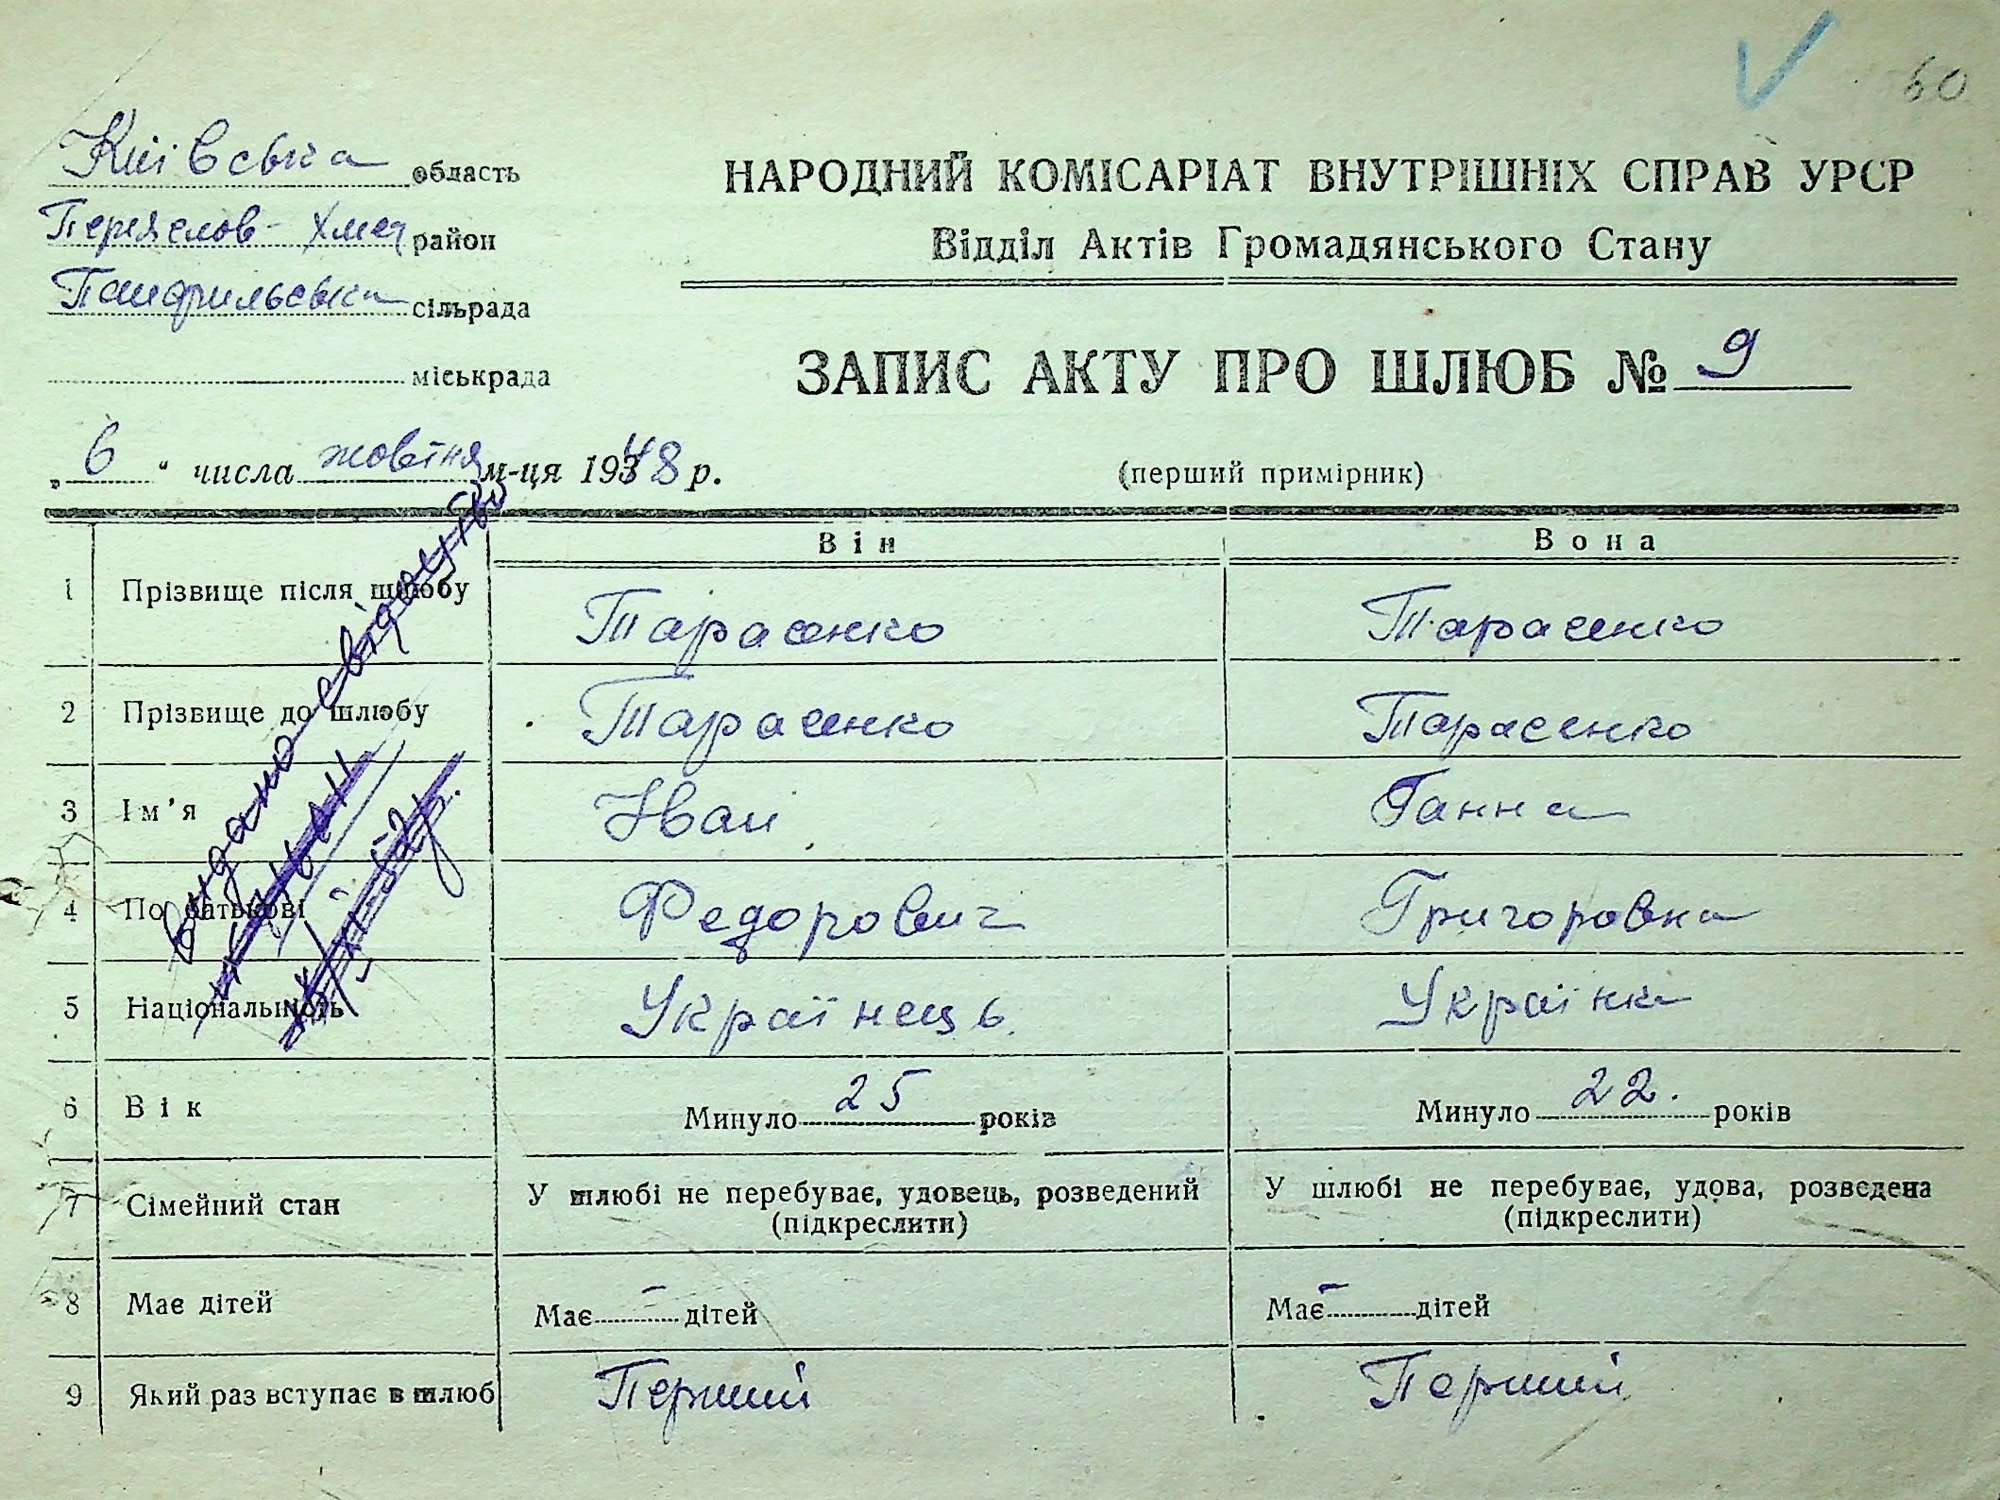 60
Київська область
Переяслов-Хмел район
Панфильська сільрада
міськрада
НАРОДНИЙ КОМІСАРІАТ ВНУТРІШНІХ СПРАВ УРСР
Відділ Актів Громадянського Стану
ЗАПИС АКТУ ПРО ШЛЮБ № 9
(перший примірник)
„ 6 “ числа жовтня м-ця 1948 р.
Він Вона
1 Прізвище після шлюбу Тарасенко Тарасенко
2 Прізвище до шлюбу Тарасенко Тарасенко
3 Ім'я Іван Ганна
4 По батькові Федорович Григоровна
5 Національність Українець Українка
6 Вік Минуло 25 років Минуло 22. років
7 Сімейний стан У шлюбі не перебуває, удовець, розведений У шлюбі не перебуває, удова, розведена
(підкреслити) (підкреслити)
8 Має дітей Має - дітей Має - дітей
9 Який раз вступає в шлюб Перший Перший
видано свідоцтво